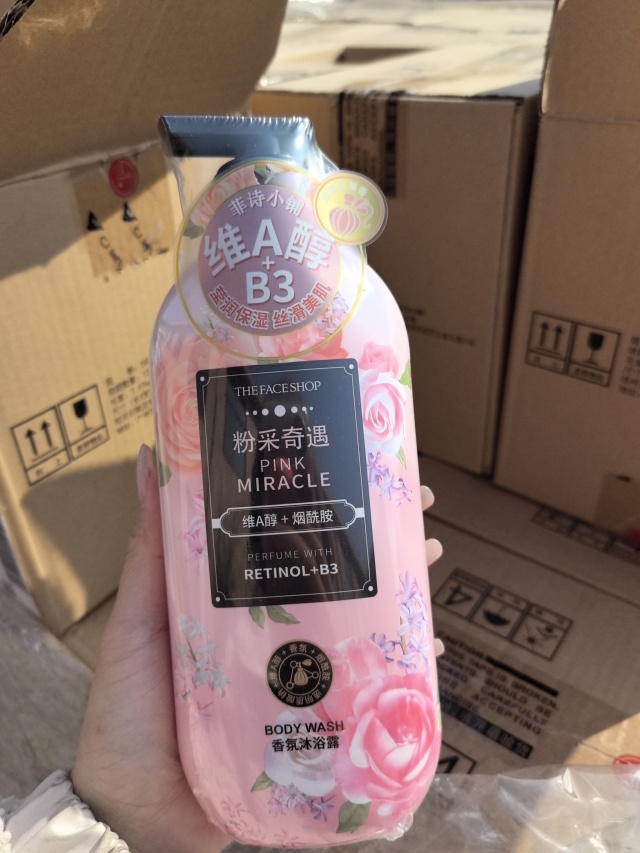 菲诗小铺
维A醇
+
B3
莹润保湿 丝滑美肌
THE FACE SHOP
粉采奇遇
PINK
MIRACLE
维A醇 + 烟酰胺
PERFUME WITH
RETINOL+B3
BODY WASH
香氛沐浴露